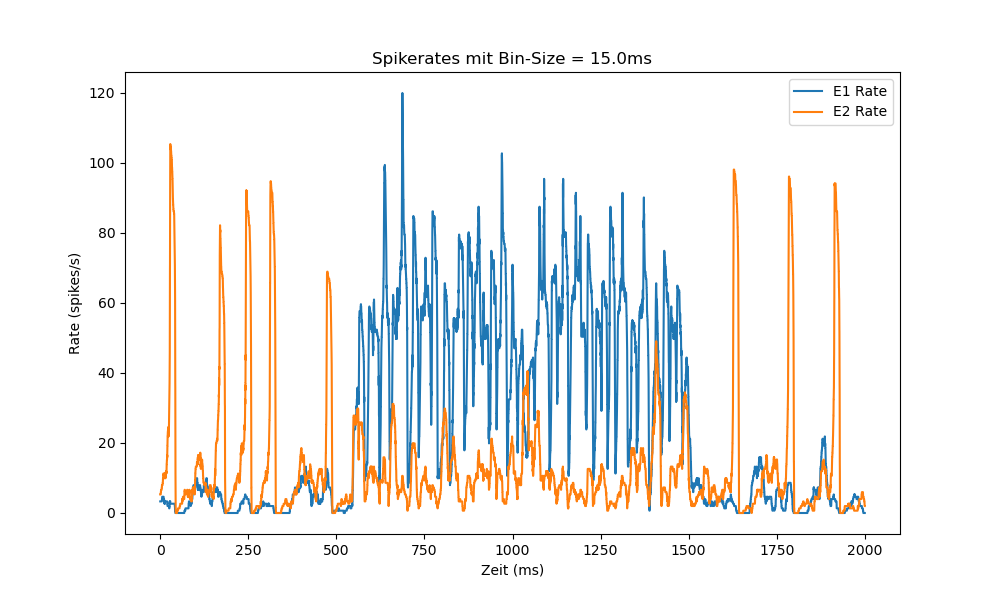 Spikerates mit Bin-Size = 15.0ms
E1 Rate
E2 Rate
120
100
80
60
40
20
0
Rate (spikes/s)
0 250 500 750 1000 1250 1500 1750 2000
Zeit (ms)